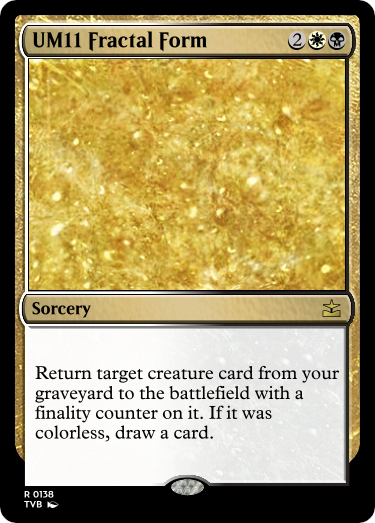 UM11 Fractal Form 2
Sorcery
Return target creature card from your
graveyard to the battlefield with a
finality counter on it. If it was
colorless, draw a card.
R 0138
TVB